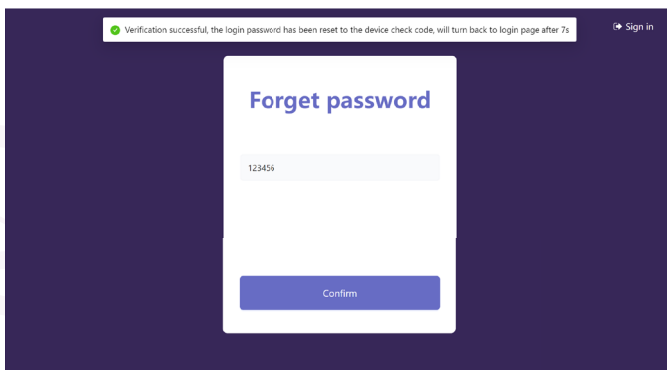 Verification successful, the login password has been reset to the device check code, will turn back to login page after 7s
Sign in
Forget password
123456
Confirm